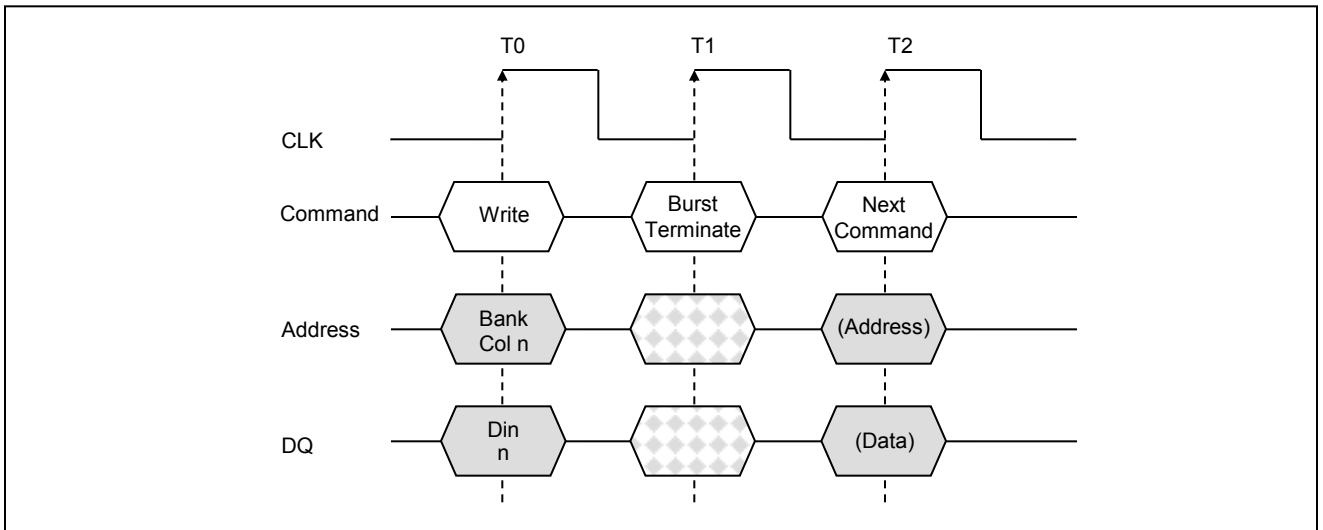 T0 T1 T2
CLK
Command
Write
Burst
Terminate
Next
Command
Address
Bank
Col n
(Address)
DQ
Din
n
(Data)